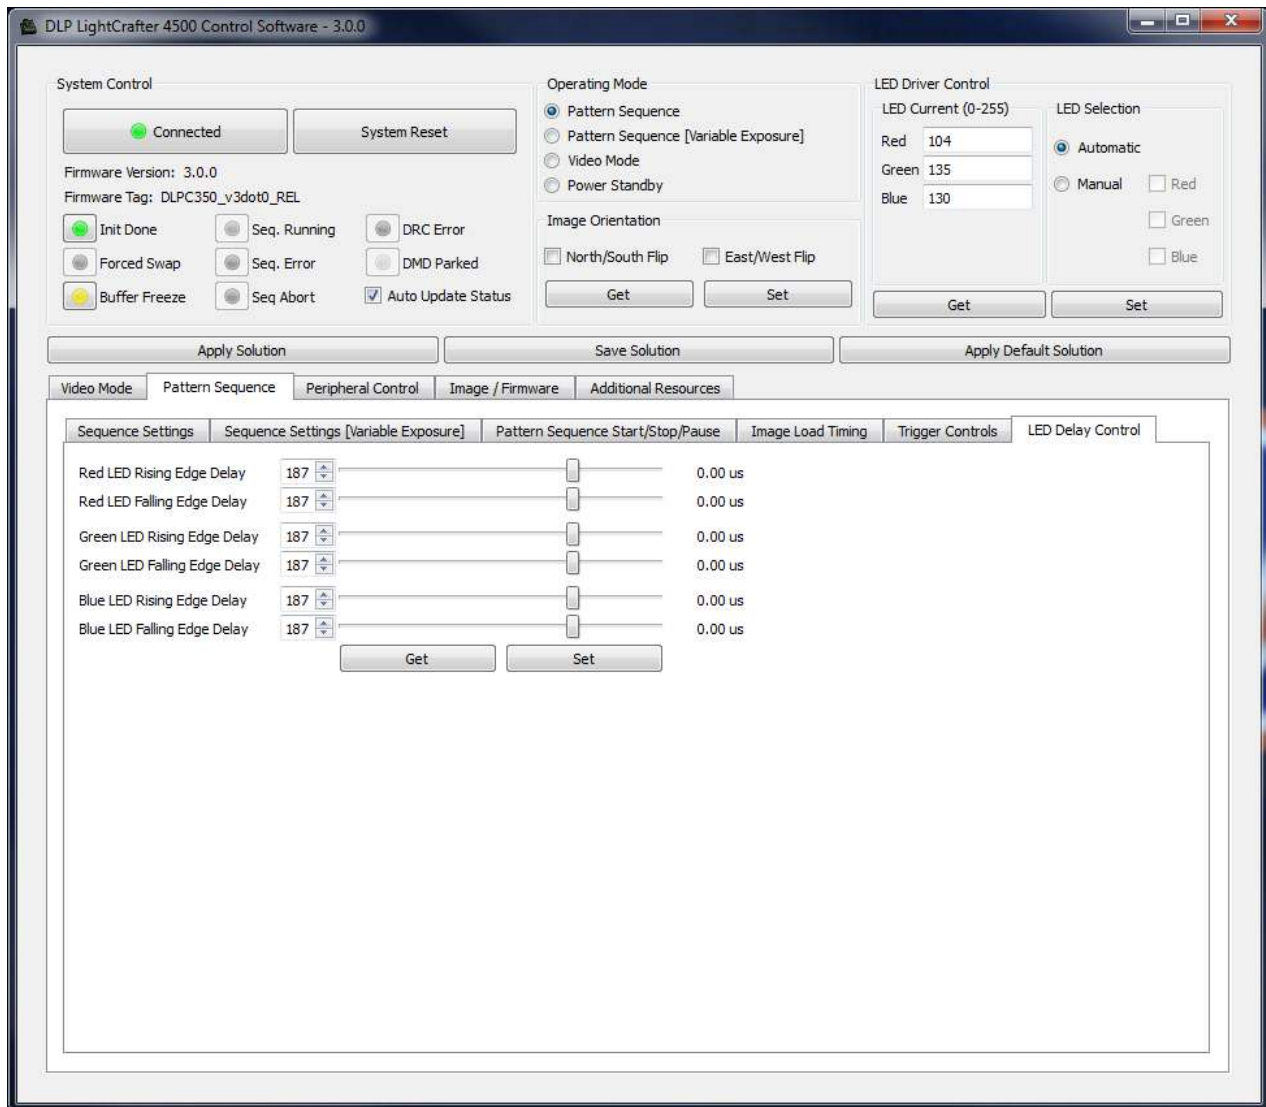 DLP LightCrafter 4500 Control Software - 3.0.0
System Control
Connected
System Reset
Firmware Version: 3.0.0
Firmware Tag: DLPC350_v3dot0_REL
Init Done
Seq. Running
DRC Error
Forced Swap
Seq. Error
DMD Parked
Buffer Freeze
Seq Abort
Auto Update Status
Operating Mode
Pattern Sequence
Pattern Sequence [Variable Exposure]
Video Mode
Power Standby
Image Orientation
North/South Flip
East/West Flip
Get
Set
LED Driver Control
LED Current (0-255)
Red 104
Green 135
Blue 130
LED Selection
Automatic
Manual
Red
Green
Blue
Get
Set
Apply Solution
Save Solution
Apply Default Solution
Video Mode
Pattern Sequence
Peripheral Control
Image / Firmware
Additional Resources
Sequence Settings
Sequence Settings [Variable Exposure]
Pattern Sequence Start/Stop/Pause
Image Load Timing
Trigger Controls
LED Delay Control
Red LED Rising Edge Delay 187 0.00 us
Red LED Falling Edge Delay 187 0.00 us
Green LED Rising Edge Delay 187 0.00 us
Green LED Falling Edge Delay 187 0.00 us
Blue LED Rising Edge Delay 187 0.00 us
Blue LED Falling Edge Delay 187 0.00 us
Get
Set